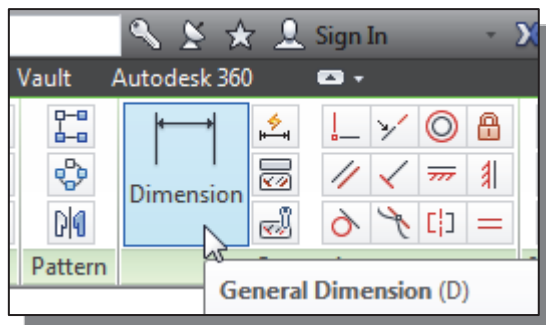 Sign In
Vault Autodesk 360
Dimension
Pattern
General Dimension (D)